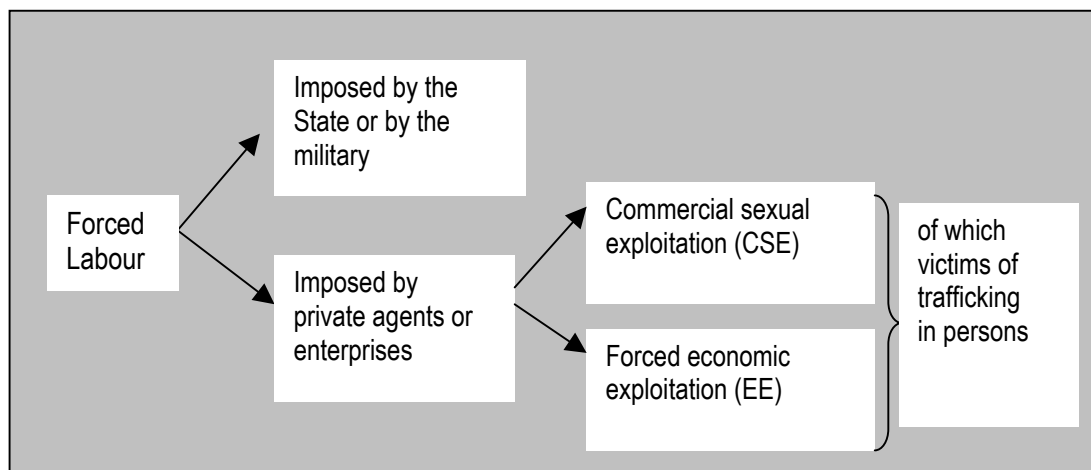 Forced
Labour
Imposed by the
State or by the
military
Imposed by
private agents or
enterprises
Commercial sexual
exploitation (CSE)
Forced economic
exploitation (EE)
of which
victims of
trafficking
in persons